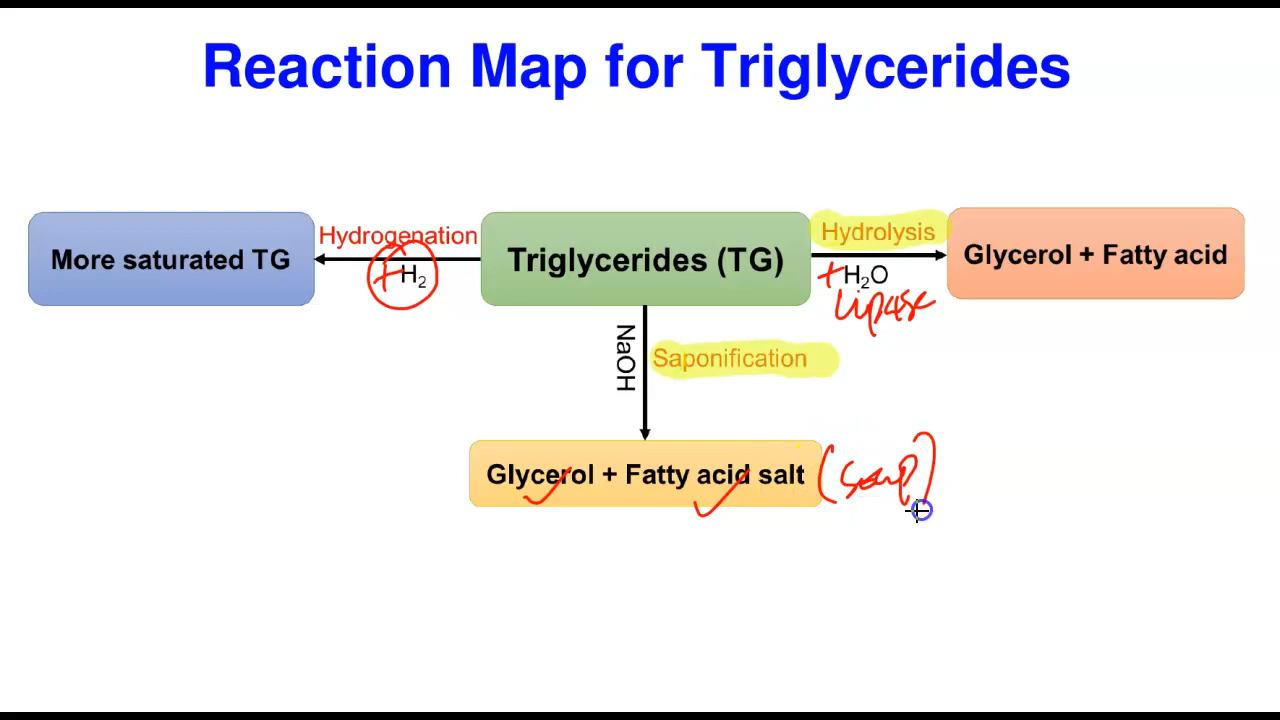 Reaction Map for Triglycerides
More saturated TG
Hydrogenation
+ H₂
Triglycerides (TG)
Hydrolysis
+ H₂O
Lipase
Glycerol + Fatty acid
NaOH
Saponification
Glycerol + Fatty acid salt (soap)